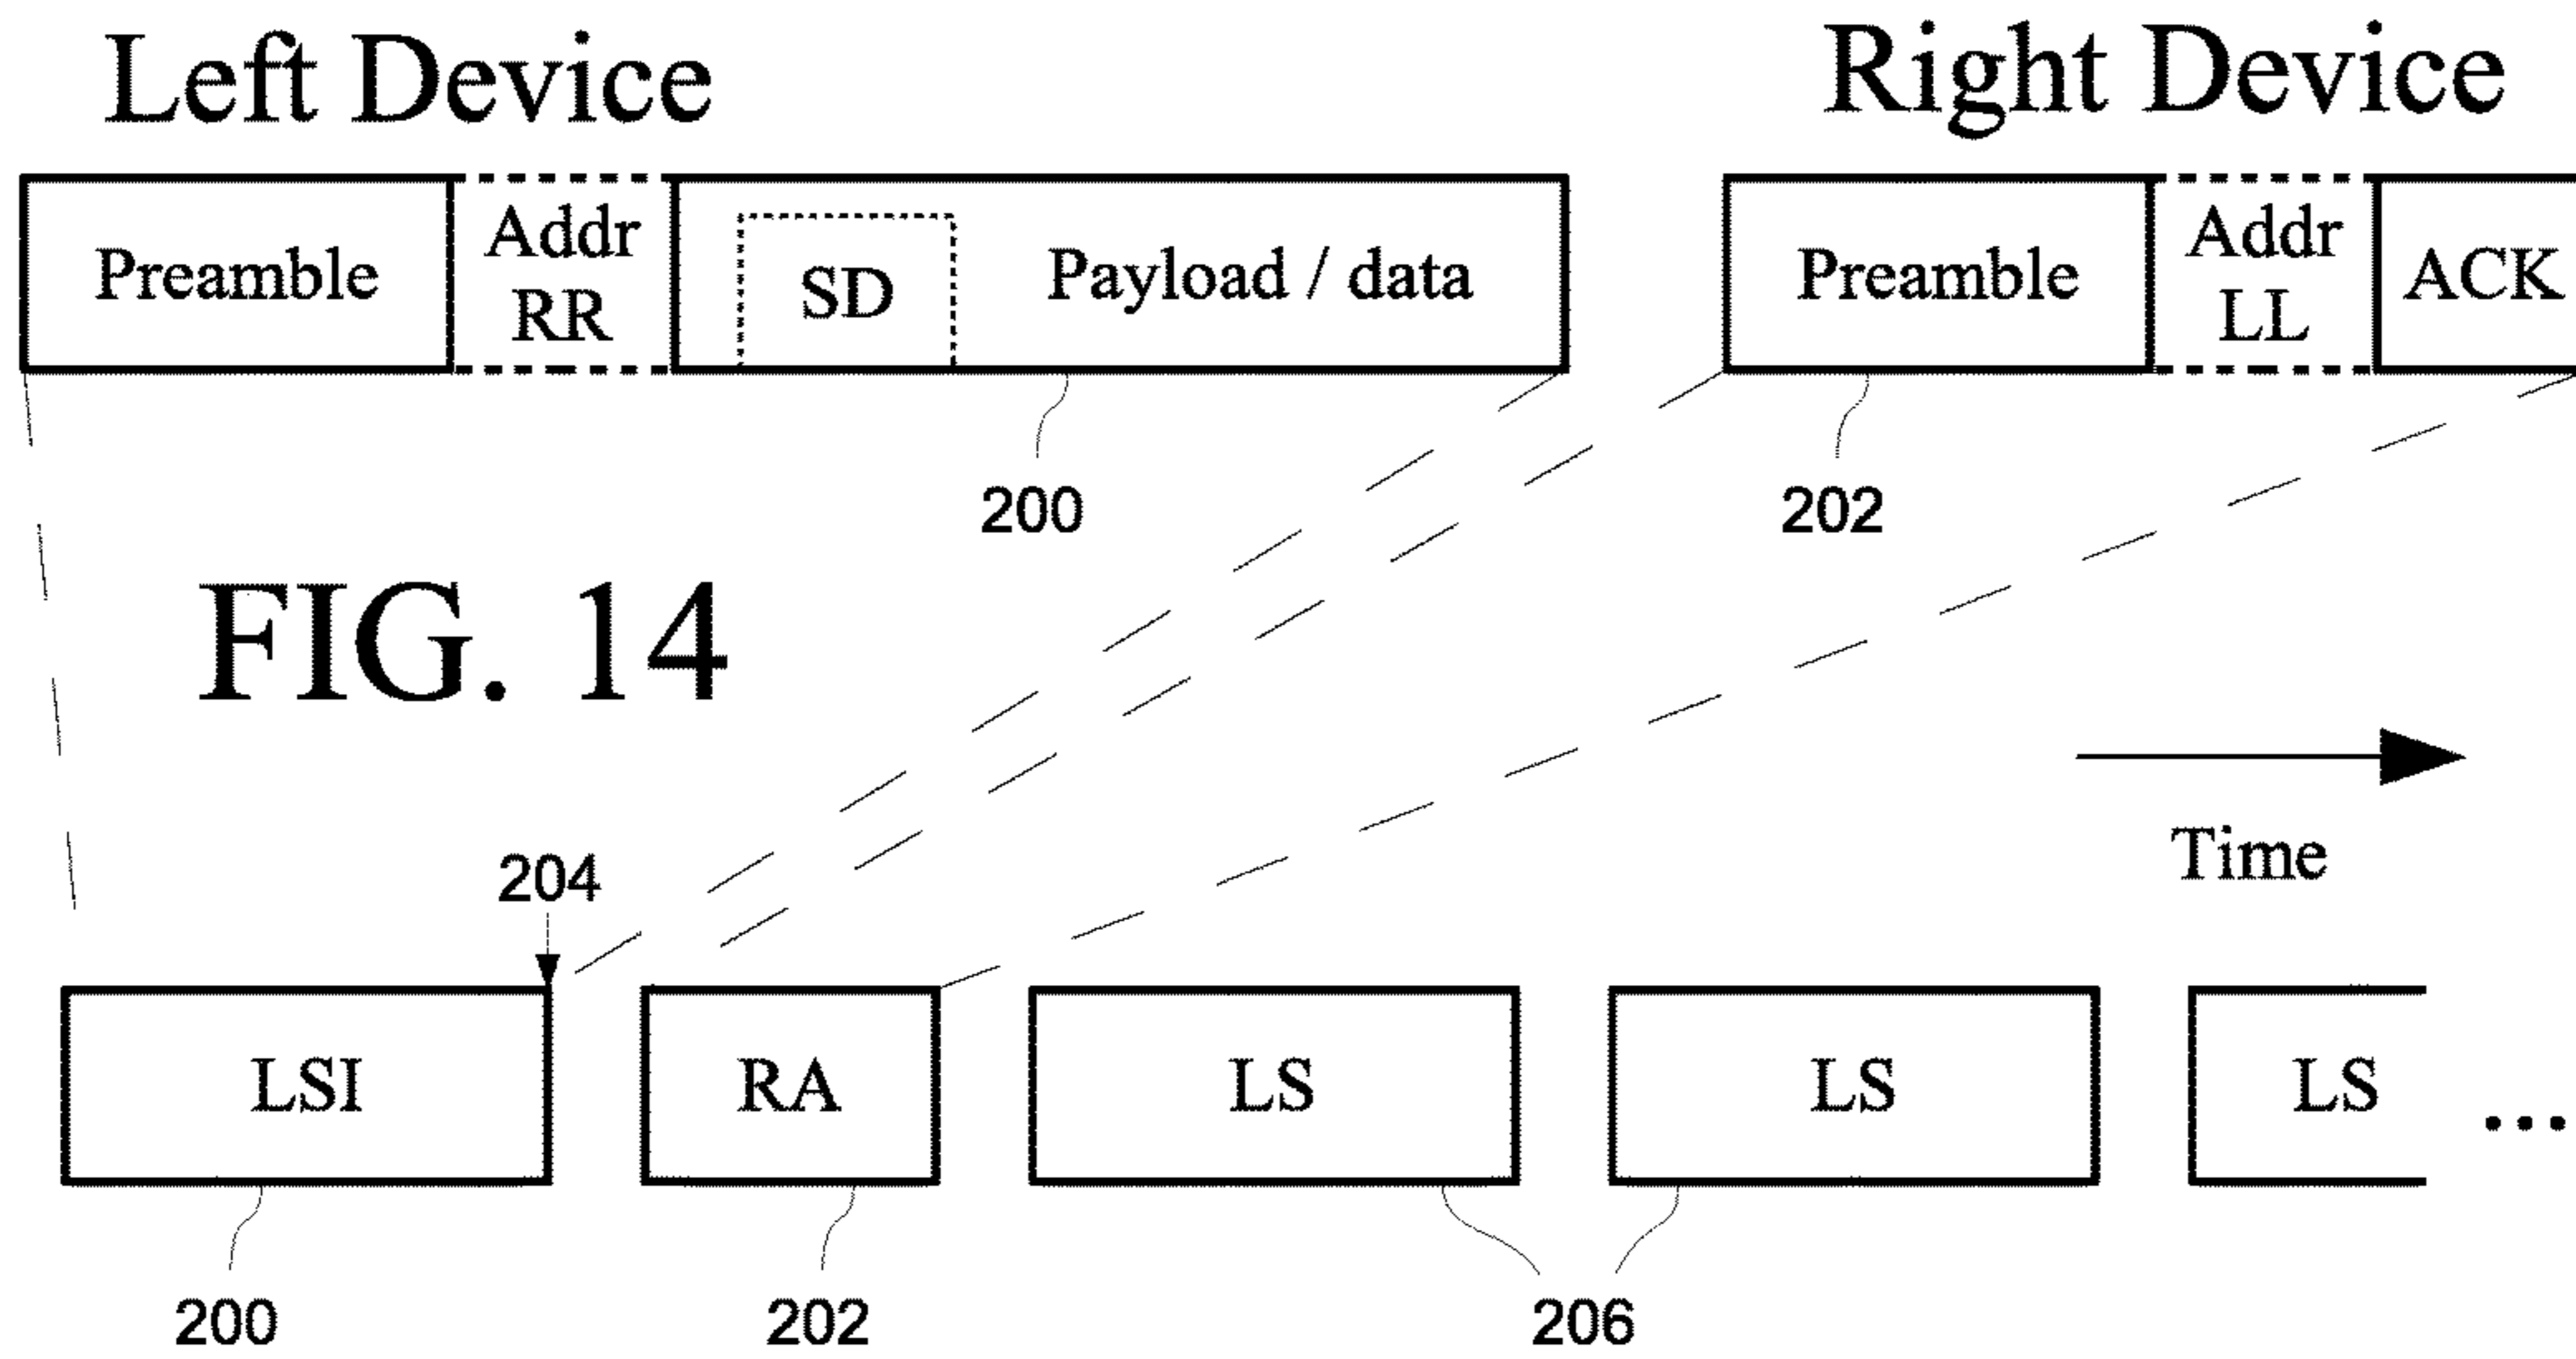 Left Device
Right Device
Preamble
Addr
RR
SD
Payload / data
Preamble
Addr
LL
ACK
200
202
FIG. 14
Time
204
LSI
RA
LS
LS
LS
...
200
202
206